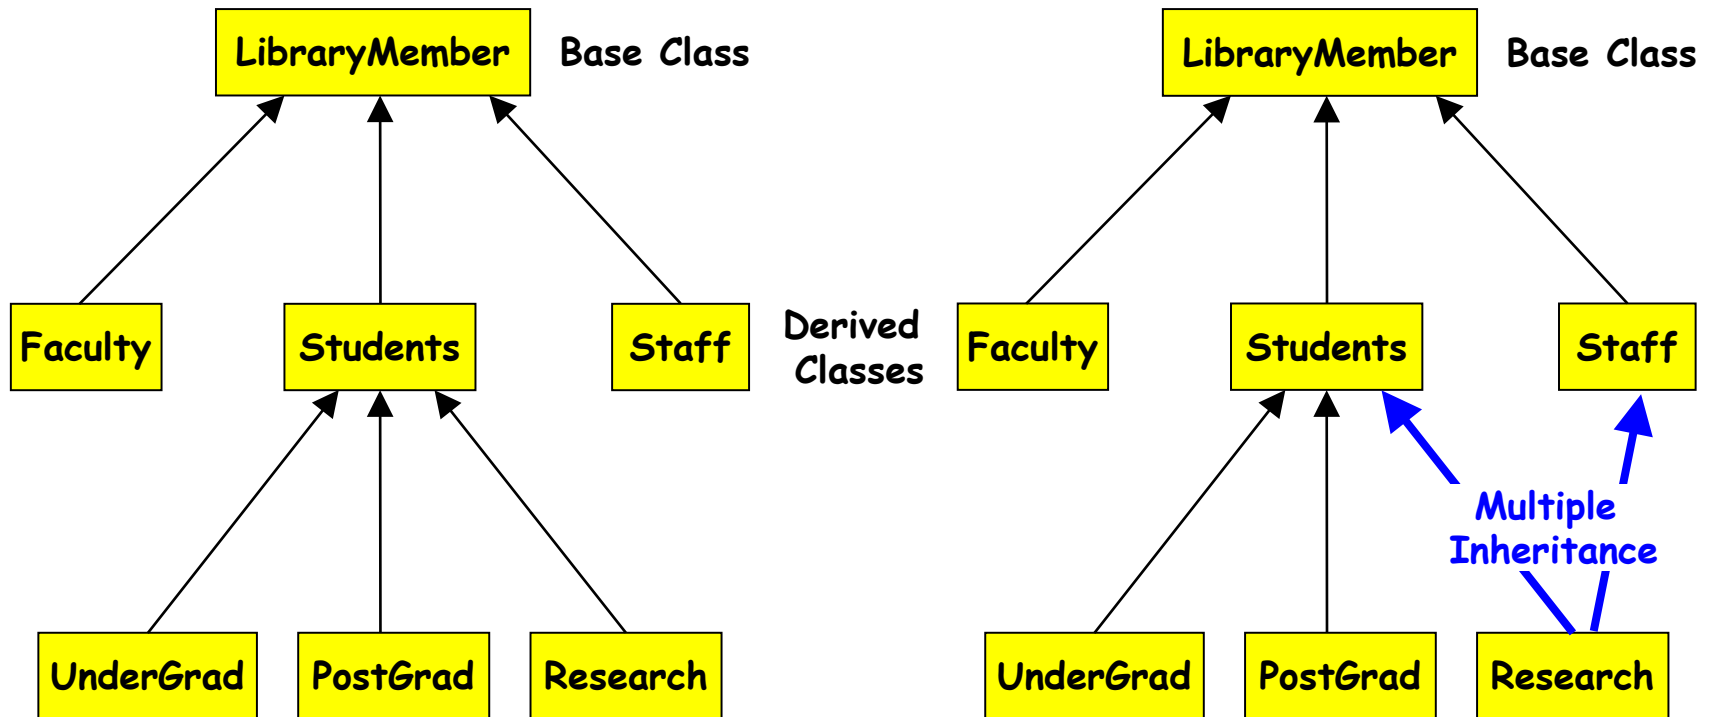 LibraryMember Base Class
Faculty
Students
Staff
Derived
Classes
UnderGrad
PostGrad
Research
LibraryMember Base Class
Faculty
Students
Staff
Multiple
Inheritance
UnderGrad
PostGrad
Research